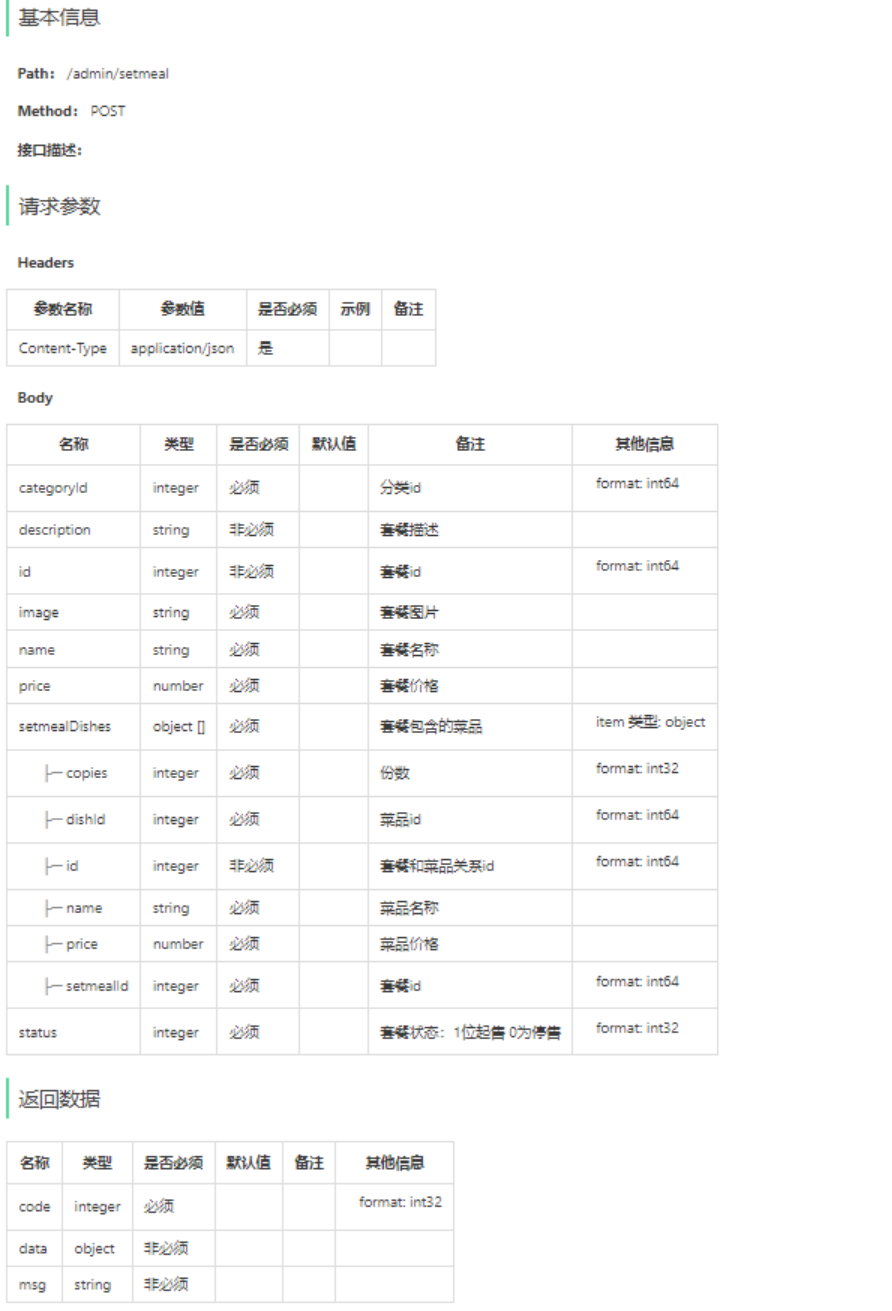 基本信息
Path： /admin/setmeal
Method： POST
接口描述：
请求参数
Headers
参数名称 参数值 是否必须 示例 备注
Content-Type application/json 是
Body
名称 类型 是否必须 默认值 备注 其他信息
categoryId integer 必须 分类id format: int64
description string 非必须 套餐描述
id integer 非必须 套餐id format: int64
image string 必须 套餐图片
name string 必须 套餐名称
price number 必须 套餐价格
setmealDishes object [] 必须 套餐包含的菜品 item 类型: object
├─ copies integer 必须 份数 format: int32
├─ dishId integer 必须 菜品id format: int64
├─ id integer 非必须 套餐和菜品关系id format: int64
├─ name string 必须 菜品名称
├─ price number 必须 菜品价格
├─ setmealId integer 必须 套餐id format: int64
status integer 必须 套餐状态：1位起售 0为停售 format: int32
返回数据
名称 类型 是否必须 默认值 备注 其他信息
code integer 必须 format: int32
data object 非必须
msg string 非必须